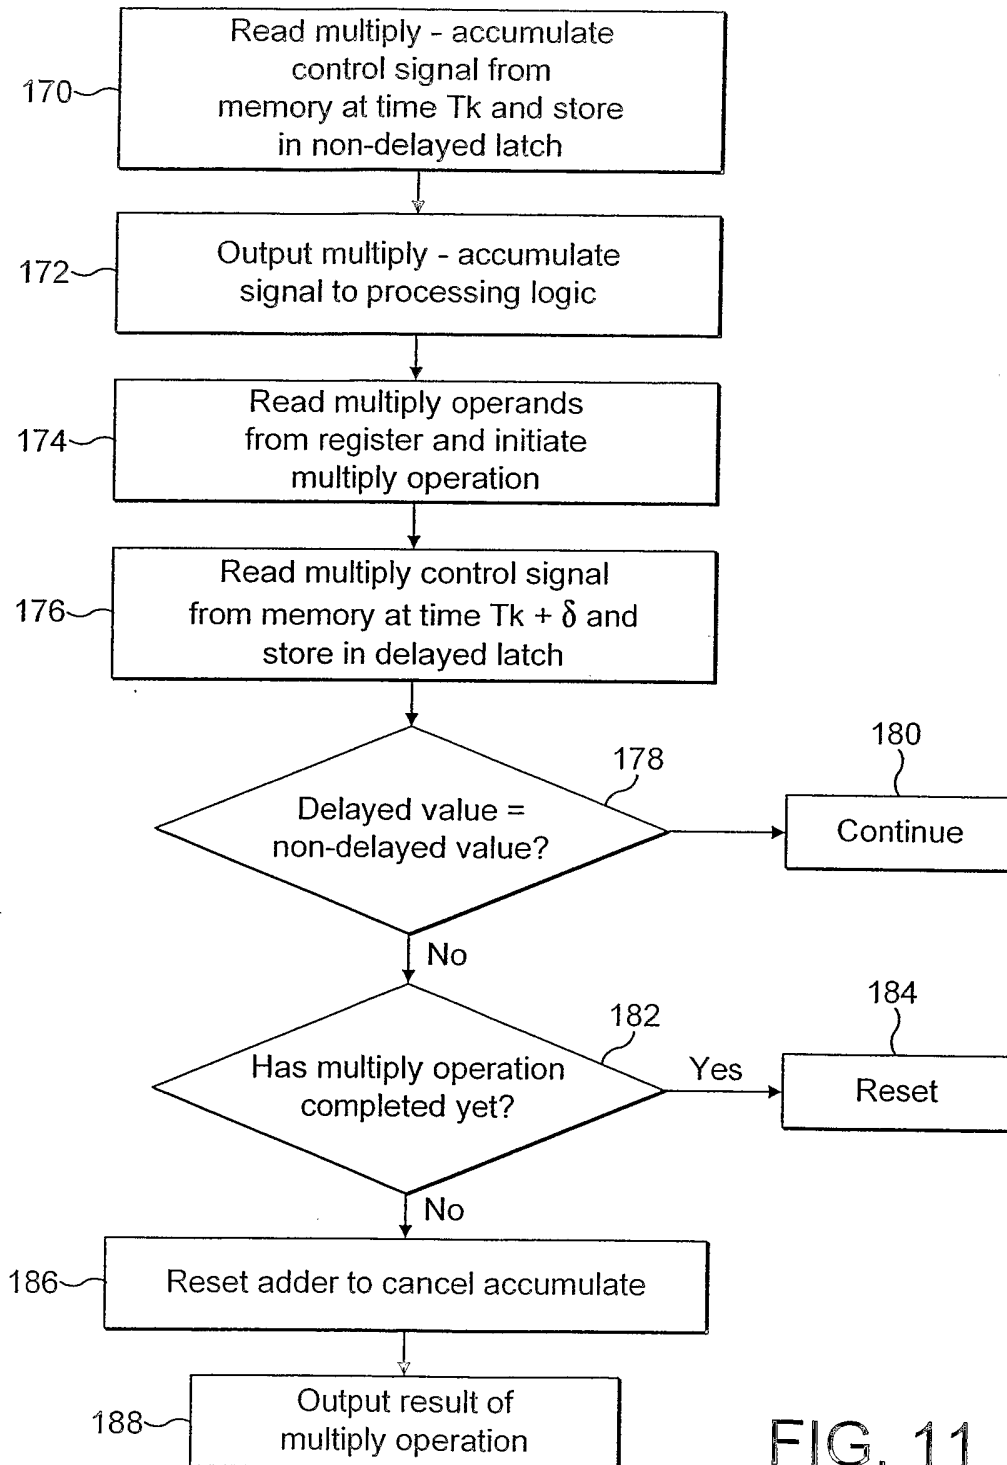 Read multiply - accumulate
control signal from
memory at time Tk and store
in non-delayed latch
170
Output multiply - accumulate
signal to processing logic
172
Read multiply operands
from register and initiate
multiply operation
174
Read multiply control signal
from memory at time Tk + δ and
store in delayed latch
176
Delayed value =
non-delayed value?
178
180
Continue
No
Has multiply operation
completed yet?
182
Yes
184
Reset
No
186
Reset adder to cancel accumulate
188
Output result of
multiply operation
FIG. 11